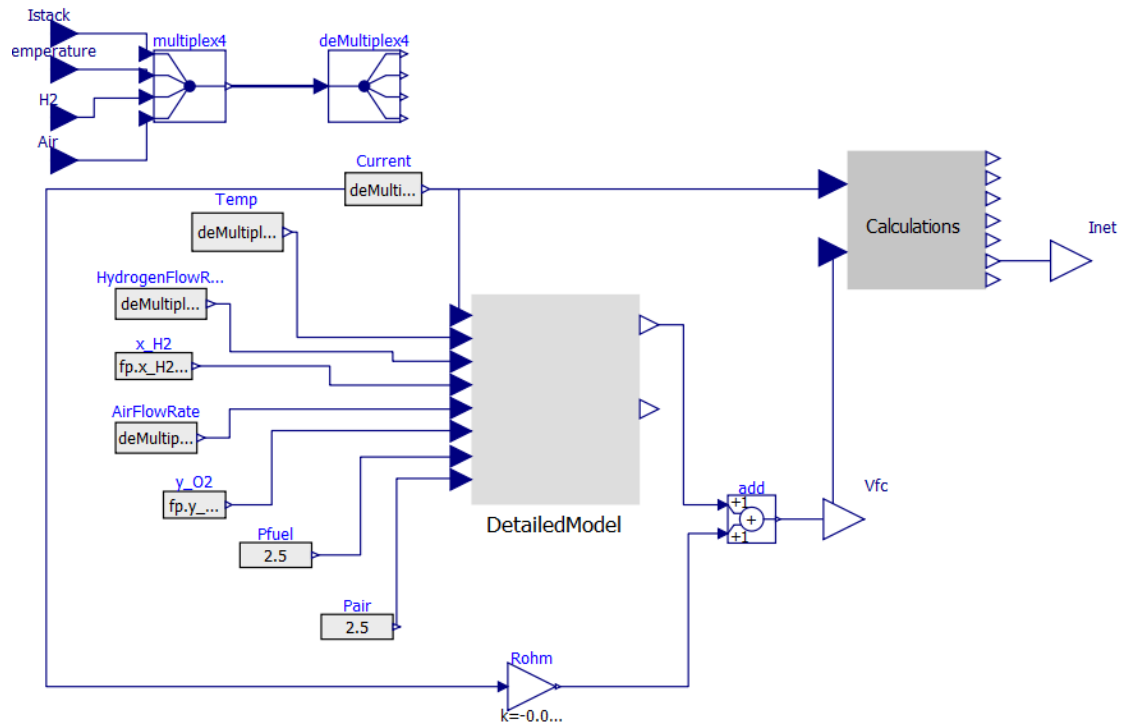 Istack
multiplex4
deMultiplex4
emperature
H2
Air
Current
deMulti...
Temp
deMultipl...
Calculations
Inet
HydrogenFlowR...
deMultipl...
x_H2
fp.x_H2...
AirFlowRate
deMultip...
y_O2
fp.y_...
DetailedModel
add
+1
+
+1
Vfc
Pfuel
2.5
Pair
2.5
Rohm
k=-0.0...